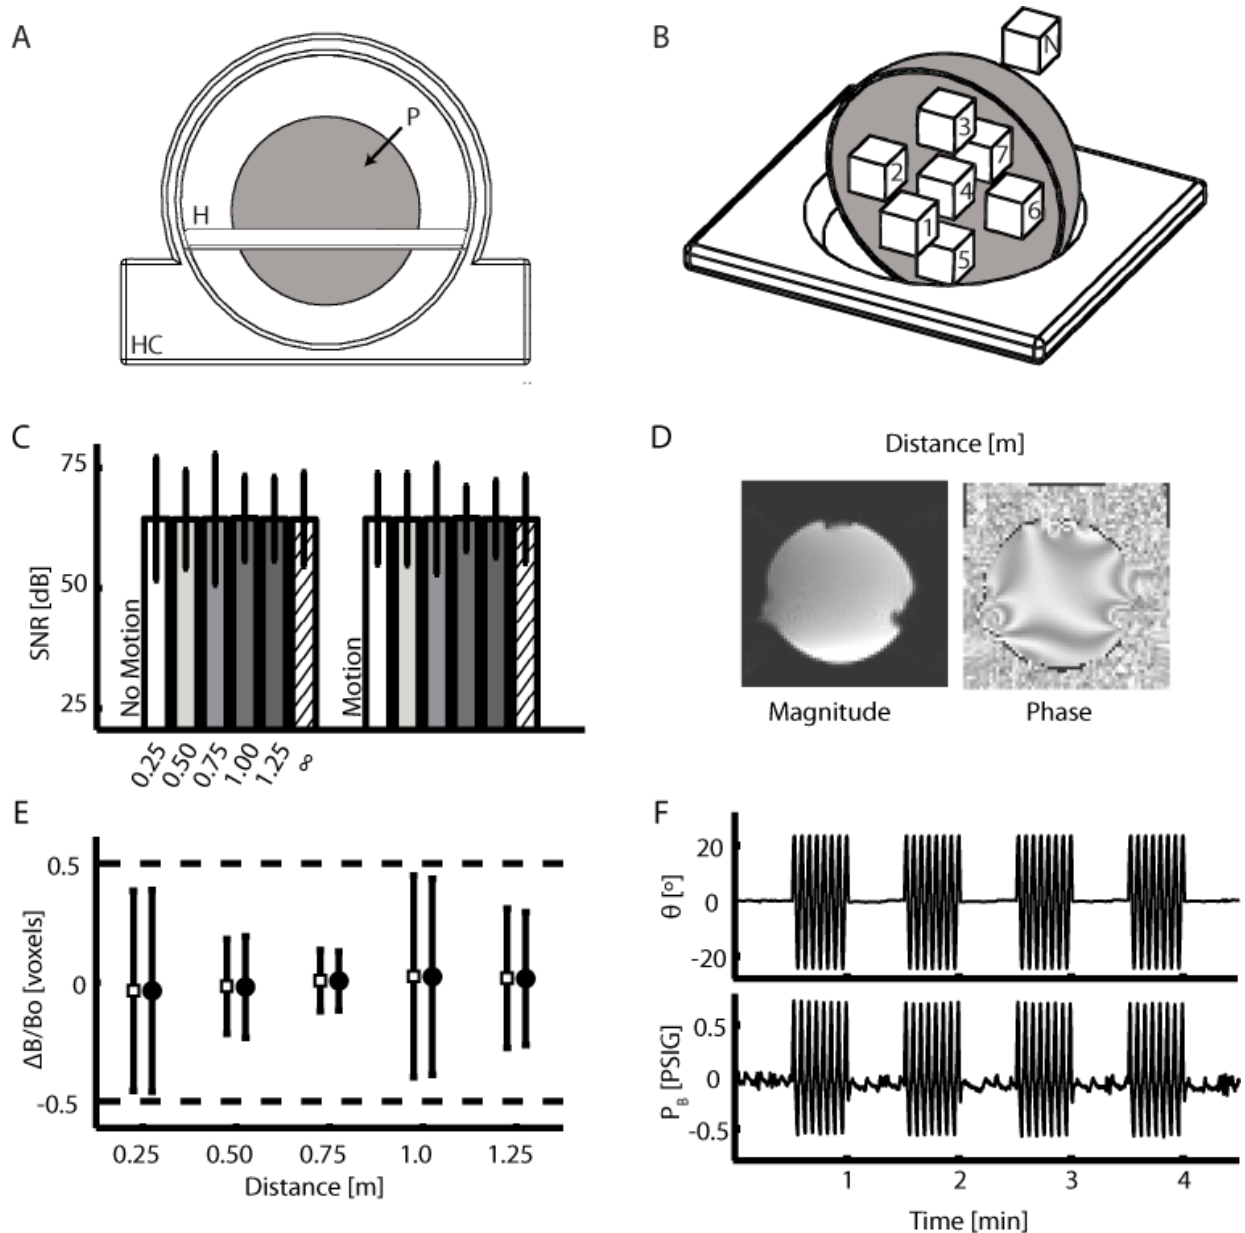 A
P
H
HC
B
N
3
7
2
4
6
1
5
C
75
50
25
SNR [dB]
No Motion
Motion
0.25
0.50
0.75
1.00
1.25
∞
D
Distance [m]
Magnitude
Phase
E
0.5
0
-0.5
ΔB/Bo [voxels]
0.25
0.50
0.75
1.0
1.25
Distance [m]
F
20
0
-20
θ [°]
0.5
0
-0.5
P_B [PSIG]
1
2
3
4
Time [min]